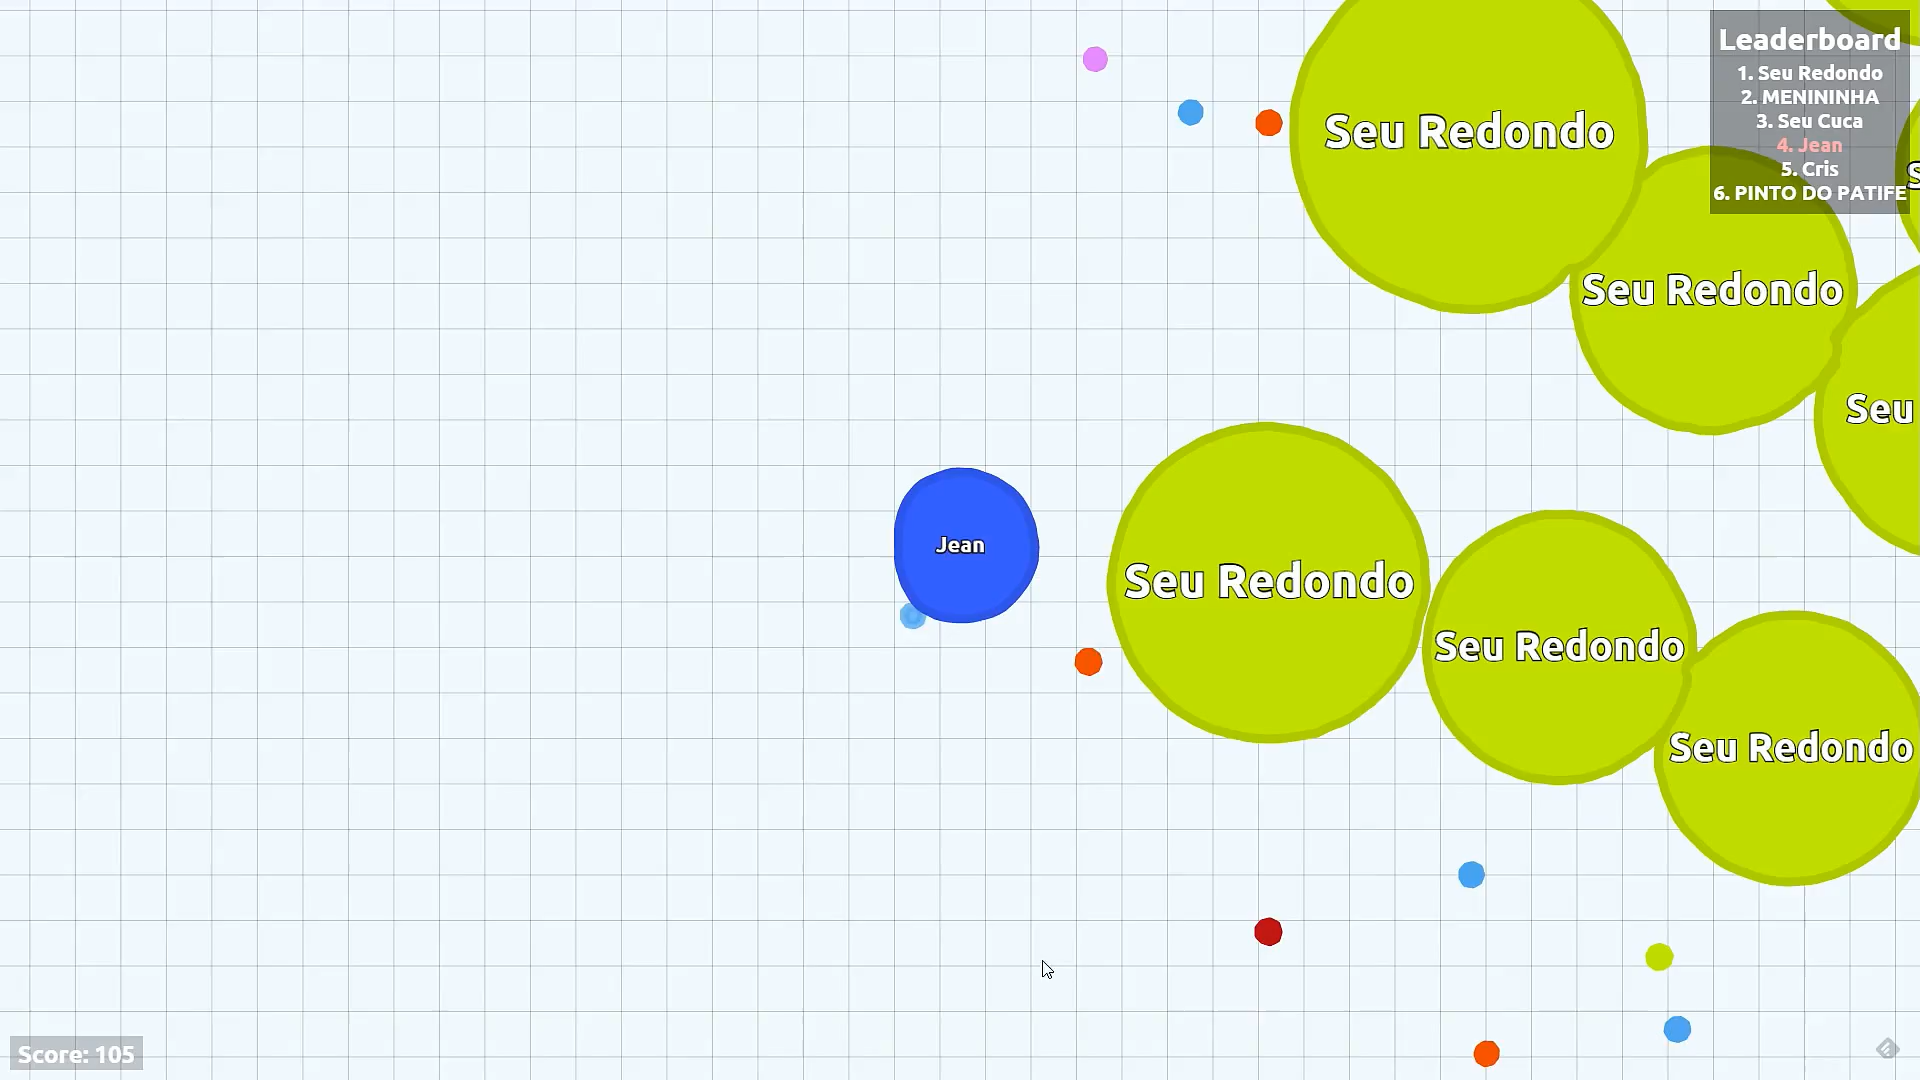 Leaderboard
1. Seu Redondo
2. MENININHA
3. Seu Cuca
4. Jean
5. Cris
6. PINTO DO PATIFE
Seu Redondo
S
Seu Redondo
Seu
Jean
Seu Redondo
Seu Redondo
Seu Redondo
Score: 105